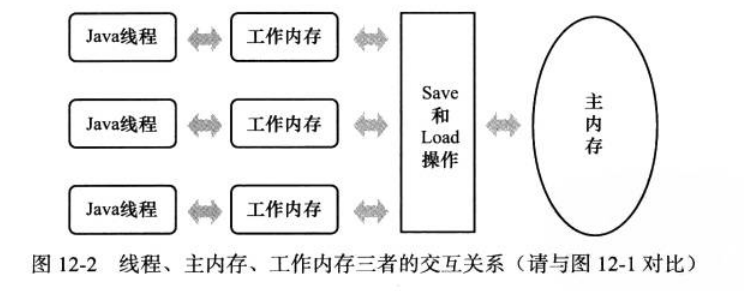 Java线程
工作内存
Java线程
工作内存
Java线程
工作内存
Save
和
Load
操作
主
内
存
图 12-2 线程、主内存、工作内存三者的交互关系（请与图 12-1 对比）